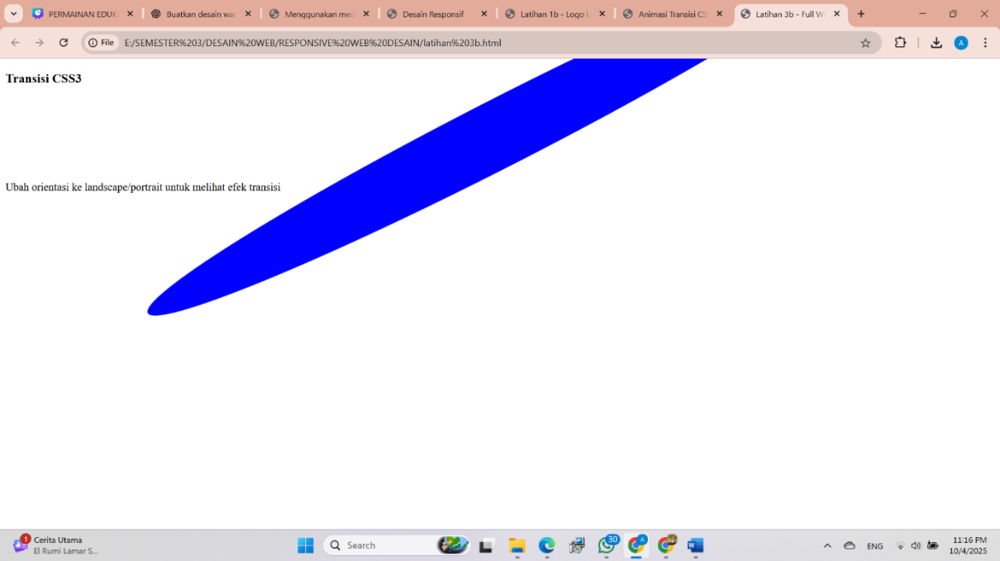 PERMAINAN EDUK
Buatkan desain war
Menggunakan med
Desain Responsif
Latihan 1b - Logo U
Animasi Transisi CS
Latihan 3b - Full W
File
E:/SEMESTER%203/DESAIN%20WEB/RESPONSIVE%20WEB%20DESAIN/latihan%203b.html
A
Transisi CSS3
Ubah orientasi ke landscape/portrait untuk melihat efek transisi
1
Cerita Utama
El Rumi Lamar S...
Search
30
A
W
ENG
11:16 PM
10/4/2025